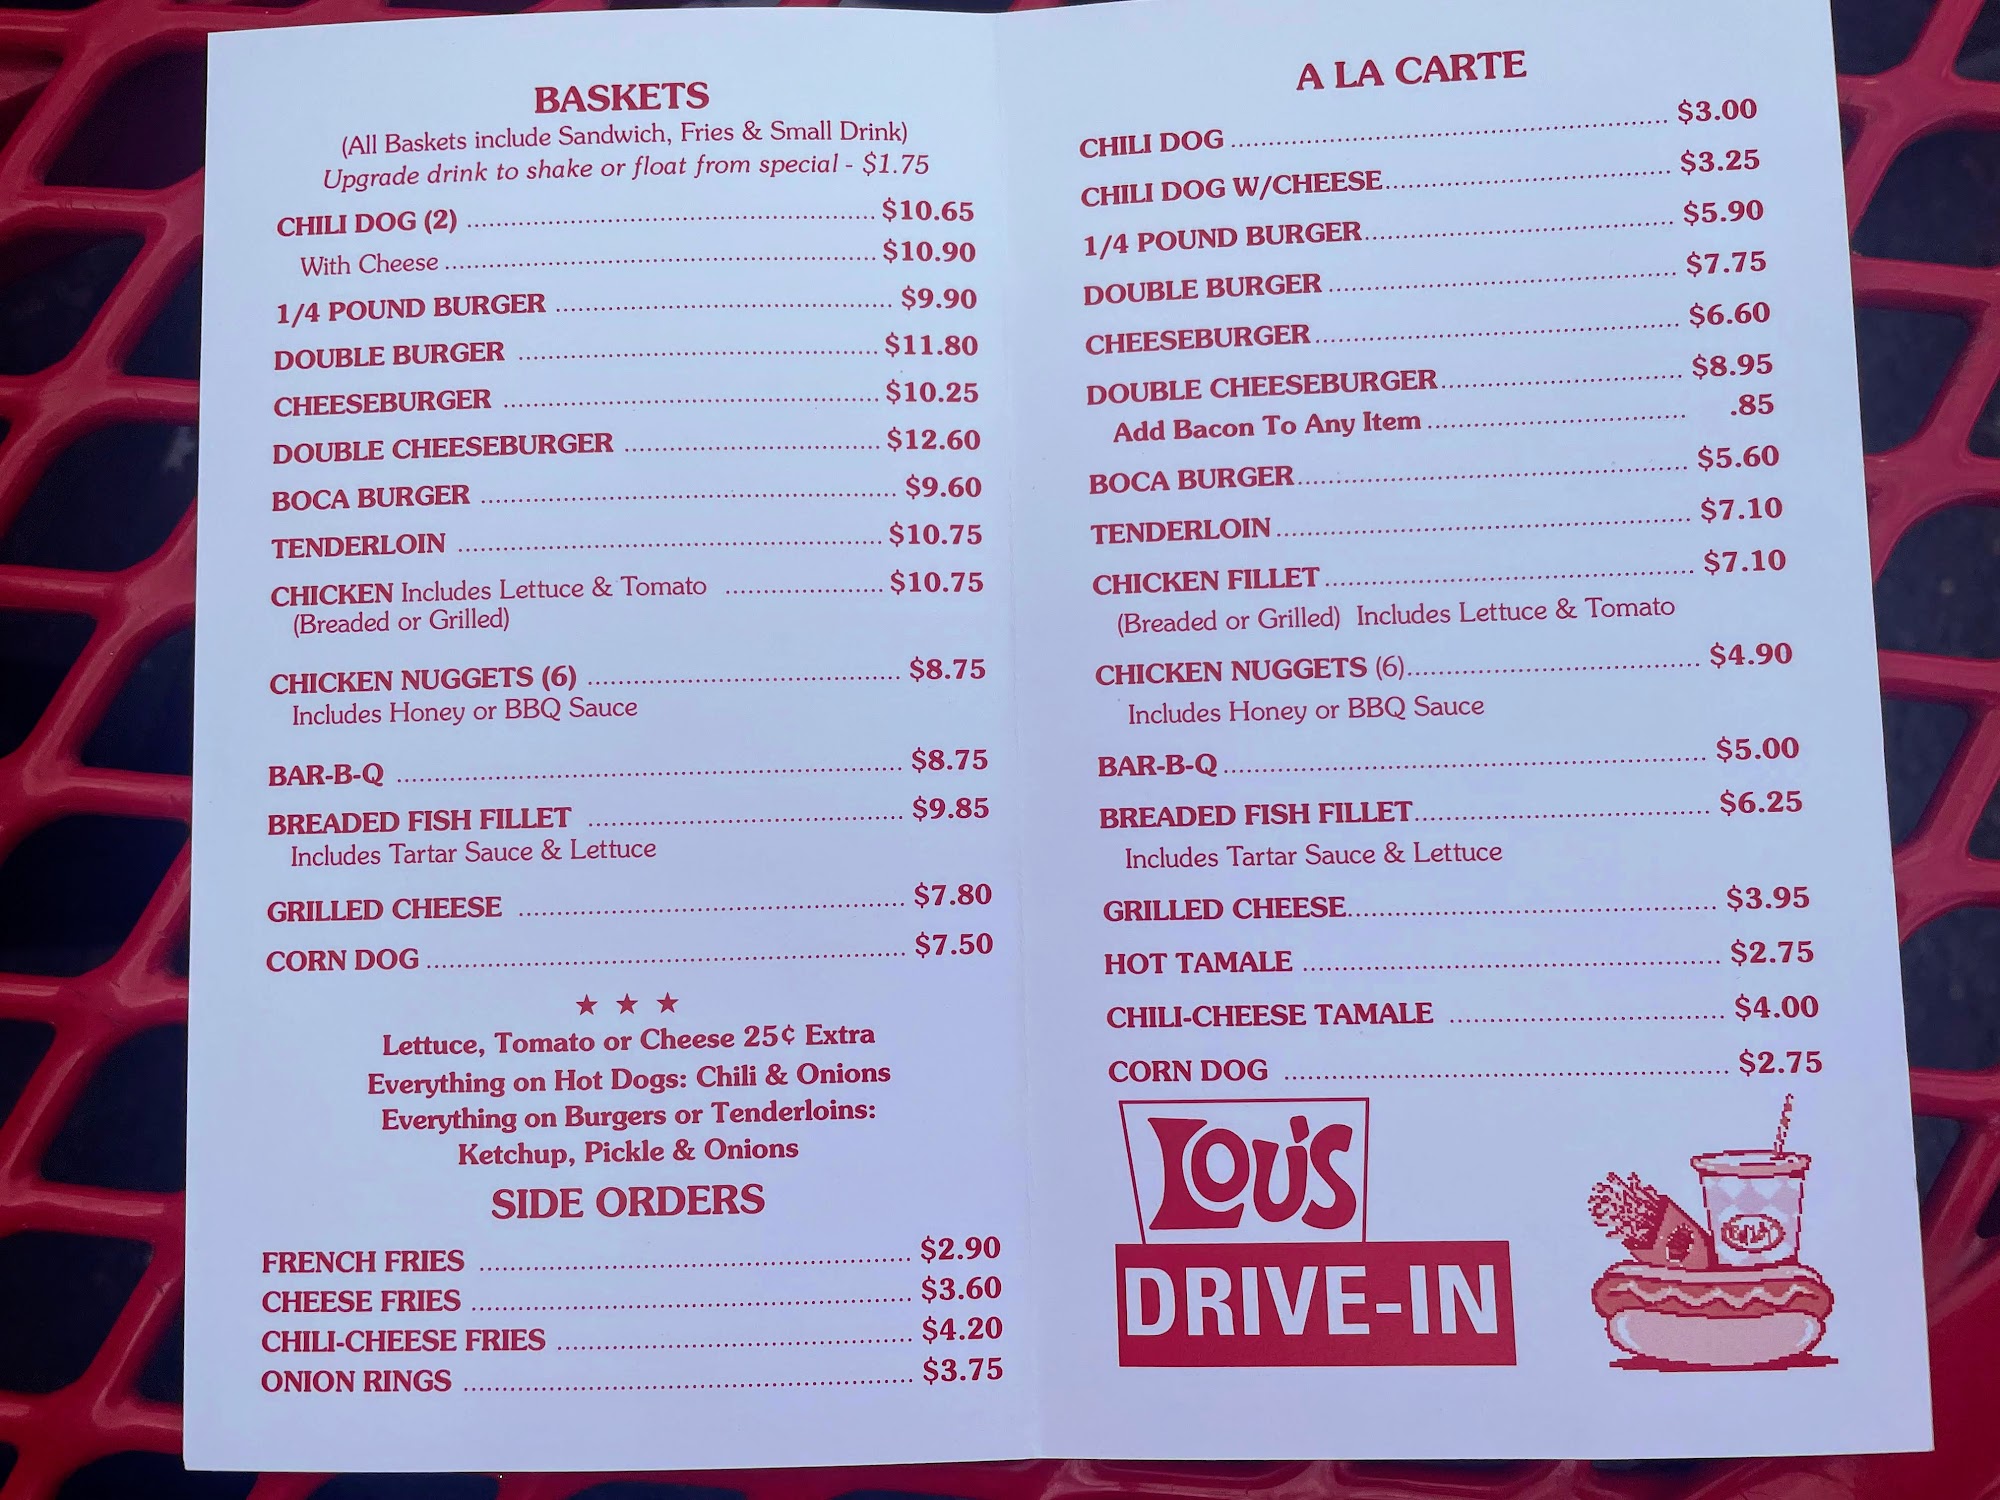 BASKETS
(All Baskets include Sandwich, Fries & Small Drink)
Upgrade drink to shake or float from special - $1.75
CHILI DOG (2) $10.65
With Cheese $10.90
1/4 POUND BURGER $9.90
DOUBLE BURGER $11.80
CHEESEBURGER $10.25
DOUBLE CHEESEBURGER $12.60
BOCA BURGER $9.60
TENDERLOIN $10.75
CHICKEN Includes Lettuce & Tomato $10.75
(Breaded or Grilled)
CHICKEN NUGGETS (6) $8.75
Includes Honey or BBQ Sauce
BAR-B-Q $8.75
BREADED FISH FILLET $9.85
Includes Tartar Sauce & Lettuce
GRILLED CHEESE $7.80
CORN DOG $7.50
Lettuce, Tomato or Cheese 25¢ Extra
Everything on Hot Dogs: Chili & Onions
Everything on Burgers or Tenderloins:
Ketchup, Pickle & Onions
SIDE ORDERS
FRENCH FRIES $2.90
CHEESE FRIES $3.60
CHILI-CHEESE FRIES $4.20
ONION RINGS $3.75
A LA CARTE
CHILI DOG $3.00
CHILI DOG W/CHEESE $3.25
1/4 POUND BURGER $5.90
DOUBLE BURGER $7.75
CHEESEBURGER $6.60
DOUBLE CHEESEBURGER $8.95
Add Bacon To Any Item .85
BOCA BURGER $5.60
TENDERLOIN $7.10
CHICKEN FILLET $7.10
(Breaded or Grilled) Includes Lettuce & Tomato
CHICKEN NUGGETS (6) $4.90
Includes Honey or BBQ Sauce
BAR-B-Q $5.00
BREADED FISH FILLET $6.25
Includes Tartar Sauce & Lettuce
GRILLED CHEESE $3.95
HOT TAMALE $2.75
CHILI-CHEESE TAMALE $4.00
CORN DOG $2.75
LOU'S
DRIVE-IN